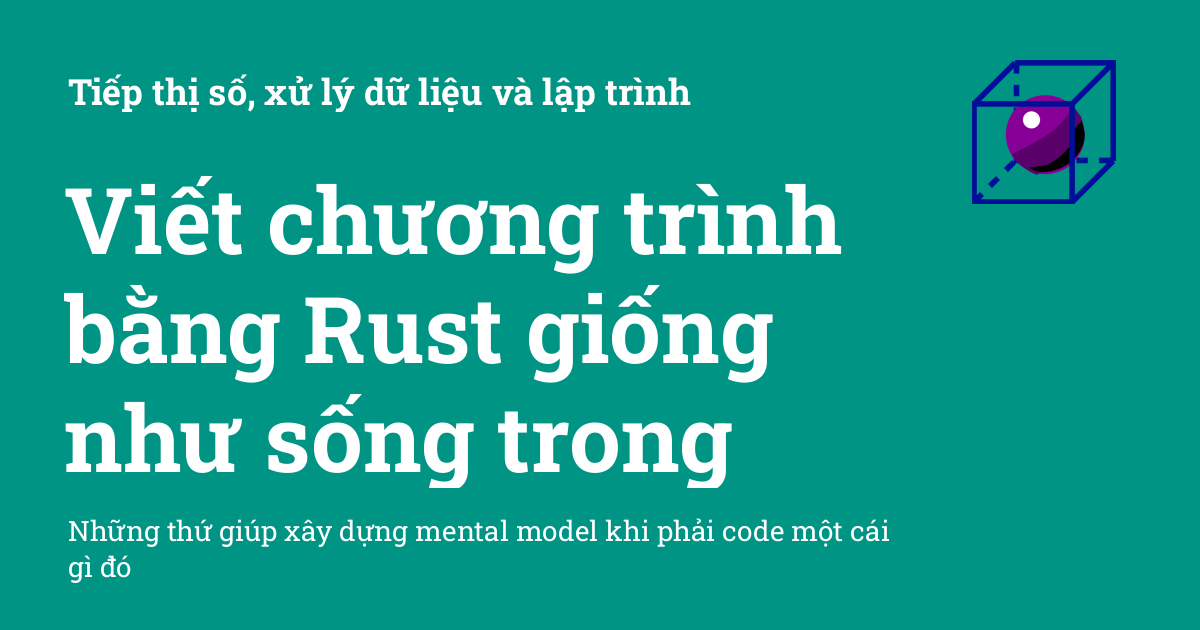 Tiếp thị số, xử lý dữ liệu và lập trình
Viết chương trình
bằng Rust giống
như sống trong
Những thứ giúp xây dựng mental model khi phải code một cái
gì đó